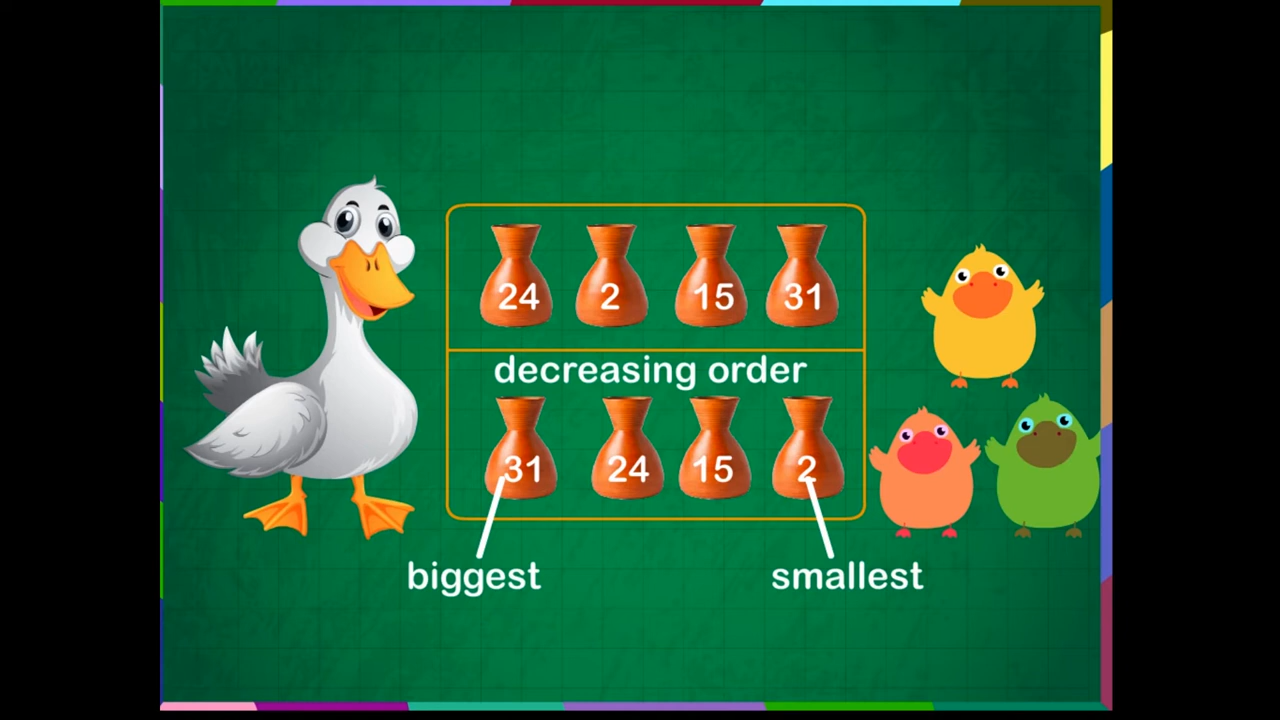 24 2 15 31
decreasing order
31 24 15 2
biggest smallest